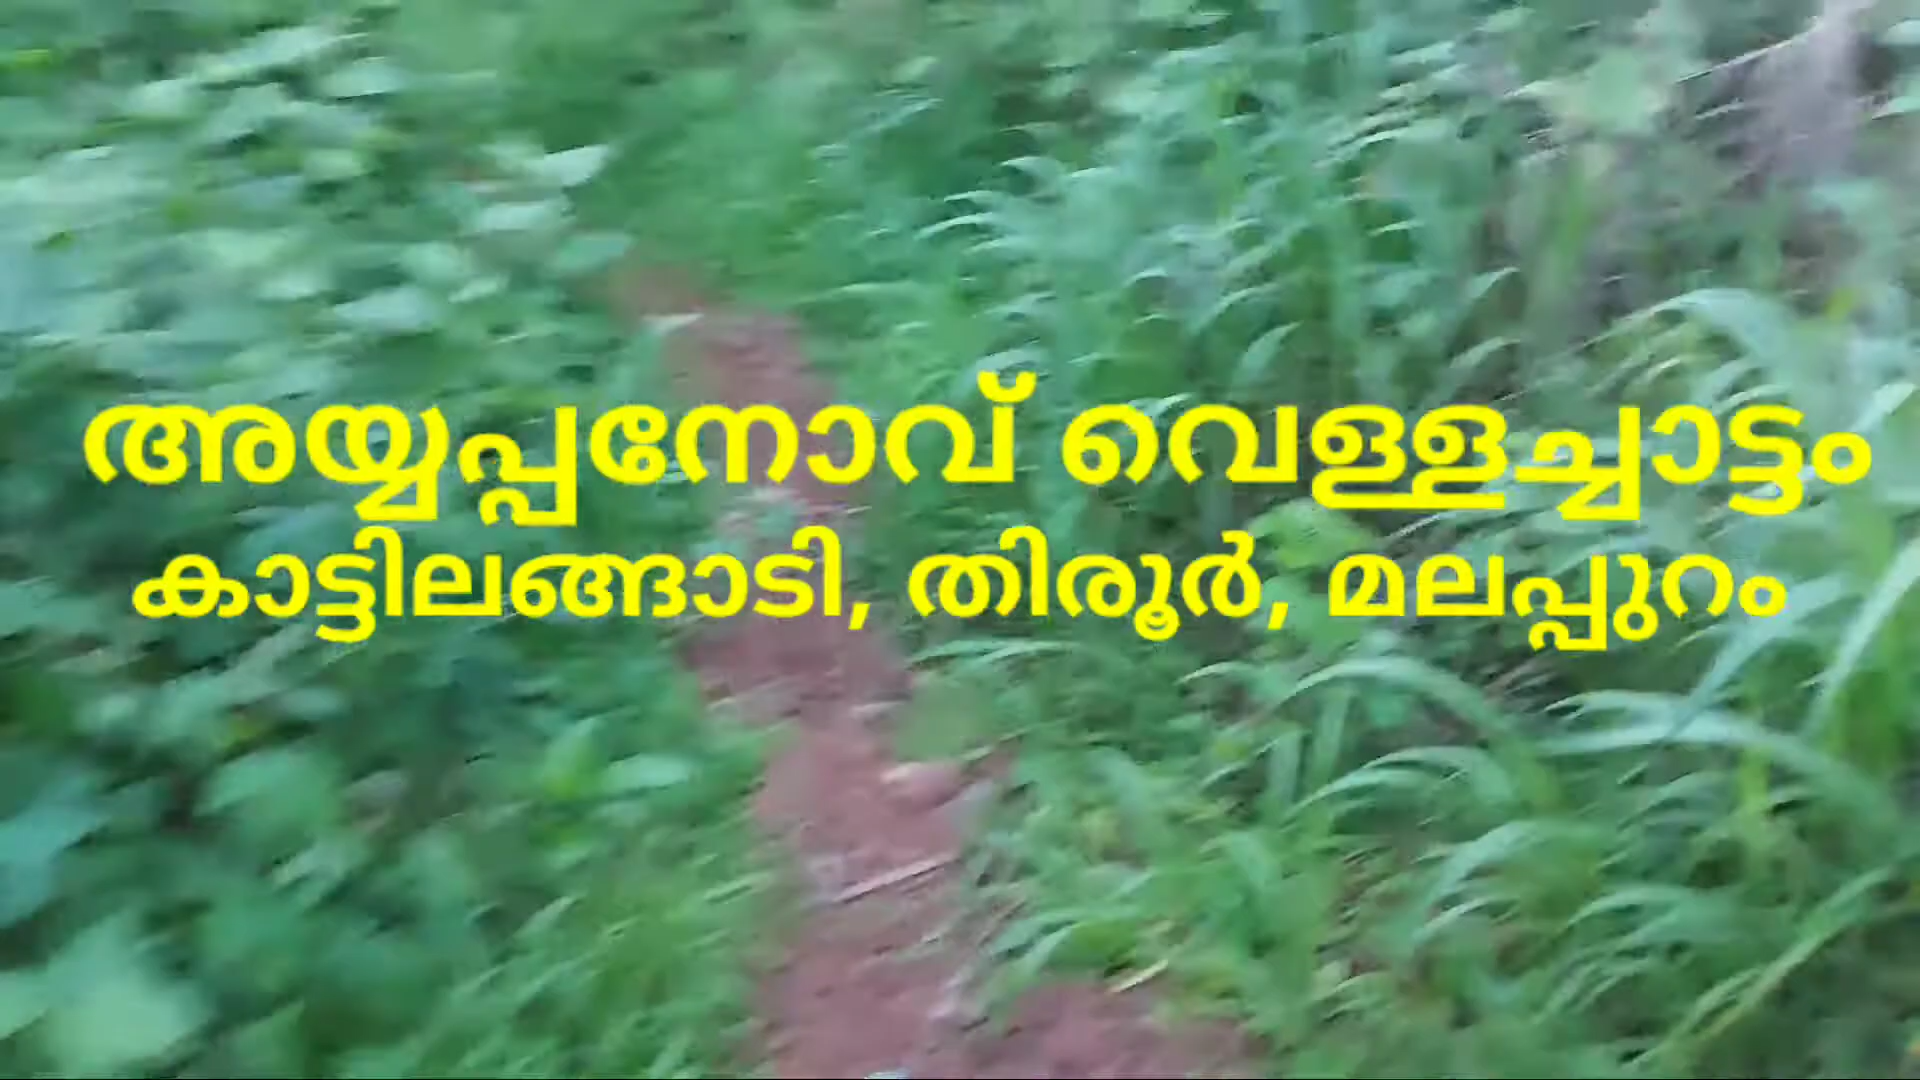 അയ്യപ്പനോവ് വെള്ളച്ചാട്ടം
കാട്ടിലങ്ങാടി, തിരൂർ, മലപ്പുറം